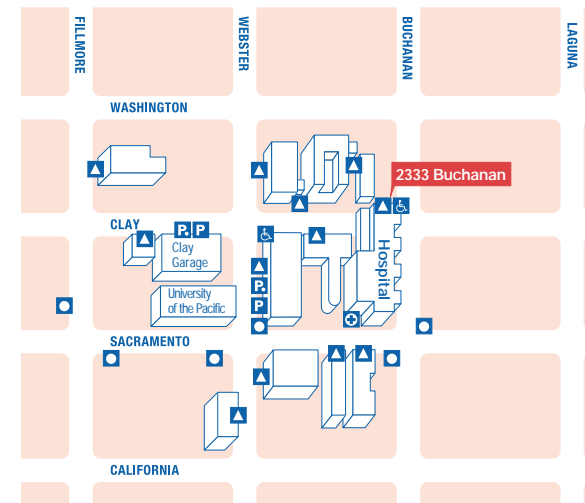 FILLMORE
WEBSTER
BUCHANAN
LAGUNA
WASHINGTON
2333 Buchanan
CLAY
P. P
Clay
Garage
Hospital
P.
P
University
of the Pacific
SACRAMENTO
CALIFORNIA